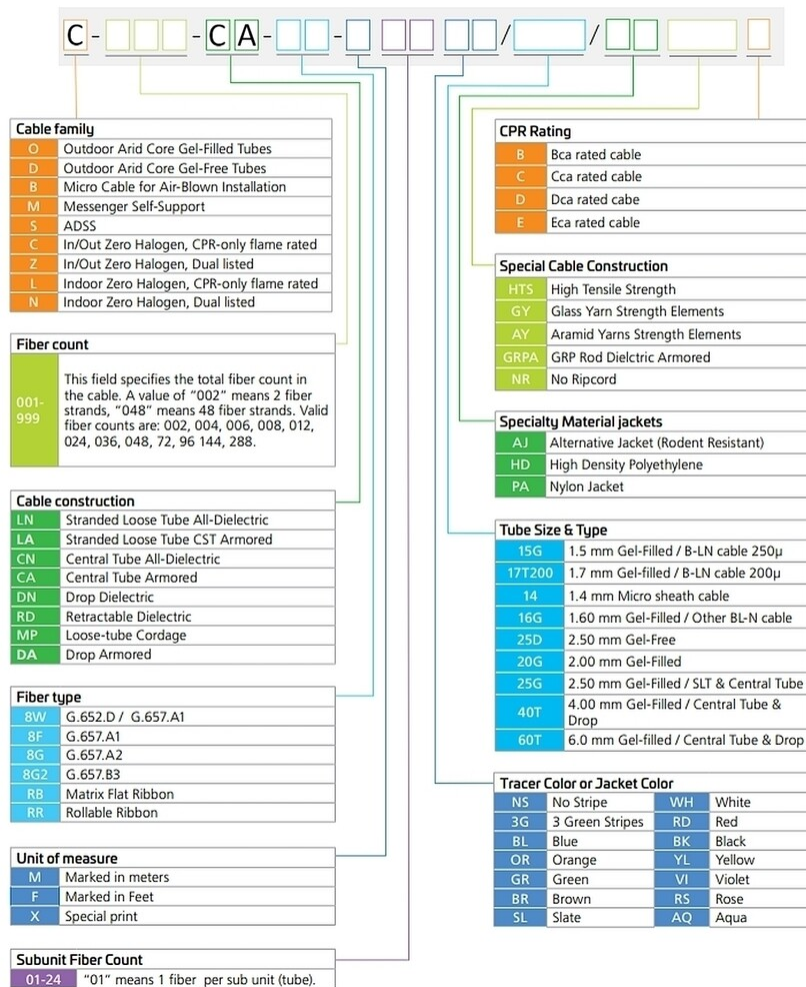 C - - CA - - / /
Cable family
O Outdoor Arid Core Gel-Filled Tubes
D Outdoor Arid Core Gel-Free Tubes
B Micro Cable for Air-Blown Installation
M Messenger Self-Support
S ADSS
C In/Out Zero Halogen, CPR-only flame rated
Z In/Out Zero Halogen, Dual listed
L Indoor Zero Halogen, CPR-only flame rated
N Indoor Zero Halogen, Dual listed
Fiber count
001-
999
This field specifies the total fiber count in
the cable. A value of “002” means 2 fiber
strands, “048” means 48 fiber strands. Valid
fiber counts are: 002, 004, 006, 008, 012,
024, 036, 048, 72, 96 144, 288.
Cable construction
LN Stranded Loose Tube All-Dielectric
LA Stranded Loose Tube CST Armored
CN Central Tube All-Dielectric
CA Central Tube Armored
DN Drop Dielectric
RD Retractable Dielectric
MP Loose-tube Cordage
DA Drop Armored
Fiber type
8W G.652.D / G.657.A1
8F G.657.A1
8G G.657.A2
8G2 G.657.B3
RB Matrix Flat Ribbon
RR Rollable Ribbon
Unit of measure
M Marked in meters
F Marked in Feet
X Special print
Subunit Fiber Count
01-24 “01” means 1 fiber per sub unit (tube).
CPR Rating
B Bca rated cable
C Cca rated cable
D Dca rated cabe
E Eca rated cable
Special Cable Construction
HTS High Tensile Strength
GY Glass Yarn Strength Elements
AY Aramid Yarns Strength Elements
GRPA GRP Rod Dielctric Armored
NR No Ripcord
Specialty Material jackets
AJ Alternative Jacket (Rodent Resistant)
HD High Density Polyethylene
PA Nylon Jacket
Tube Size & Type
15G 1.5 mm Gel-Filled / B-LN cable 250µ
17T200 1.7 mm Gel-filled / B-LN cable 200µ
14 1.4 mm Micro sheath cable
16G 1.60 mm Gel-Filled / Other BL-N cable
25D 2.50 mm Gel-Free
20G 2.00 mm Gel-Filled
25G 2.50 mm Gel-Filled / SLT & Central Tube
40T 4.00 mm Gel-Filled / Central Tube &
Drop
60T 6.0 mm Gel-filled / Central Tube & Drop
Tracer Color or Jacket Color
NS No Stripe WH White
3G 3 Green Stripes RD Red
BL Blue BK Black
OR Orange YL Yellow
GR Green VI Violet
BR Brown RS Rose
SL Slate AQ Aqua